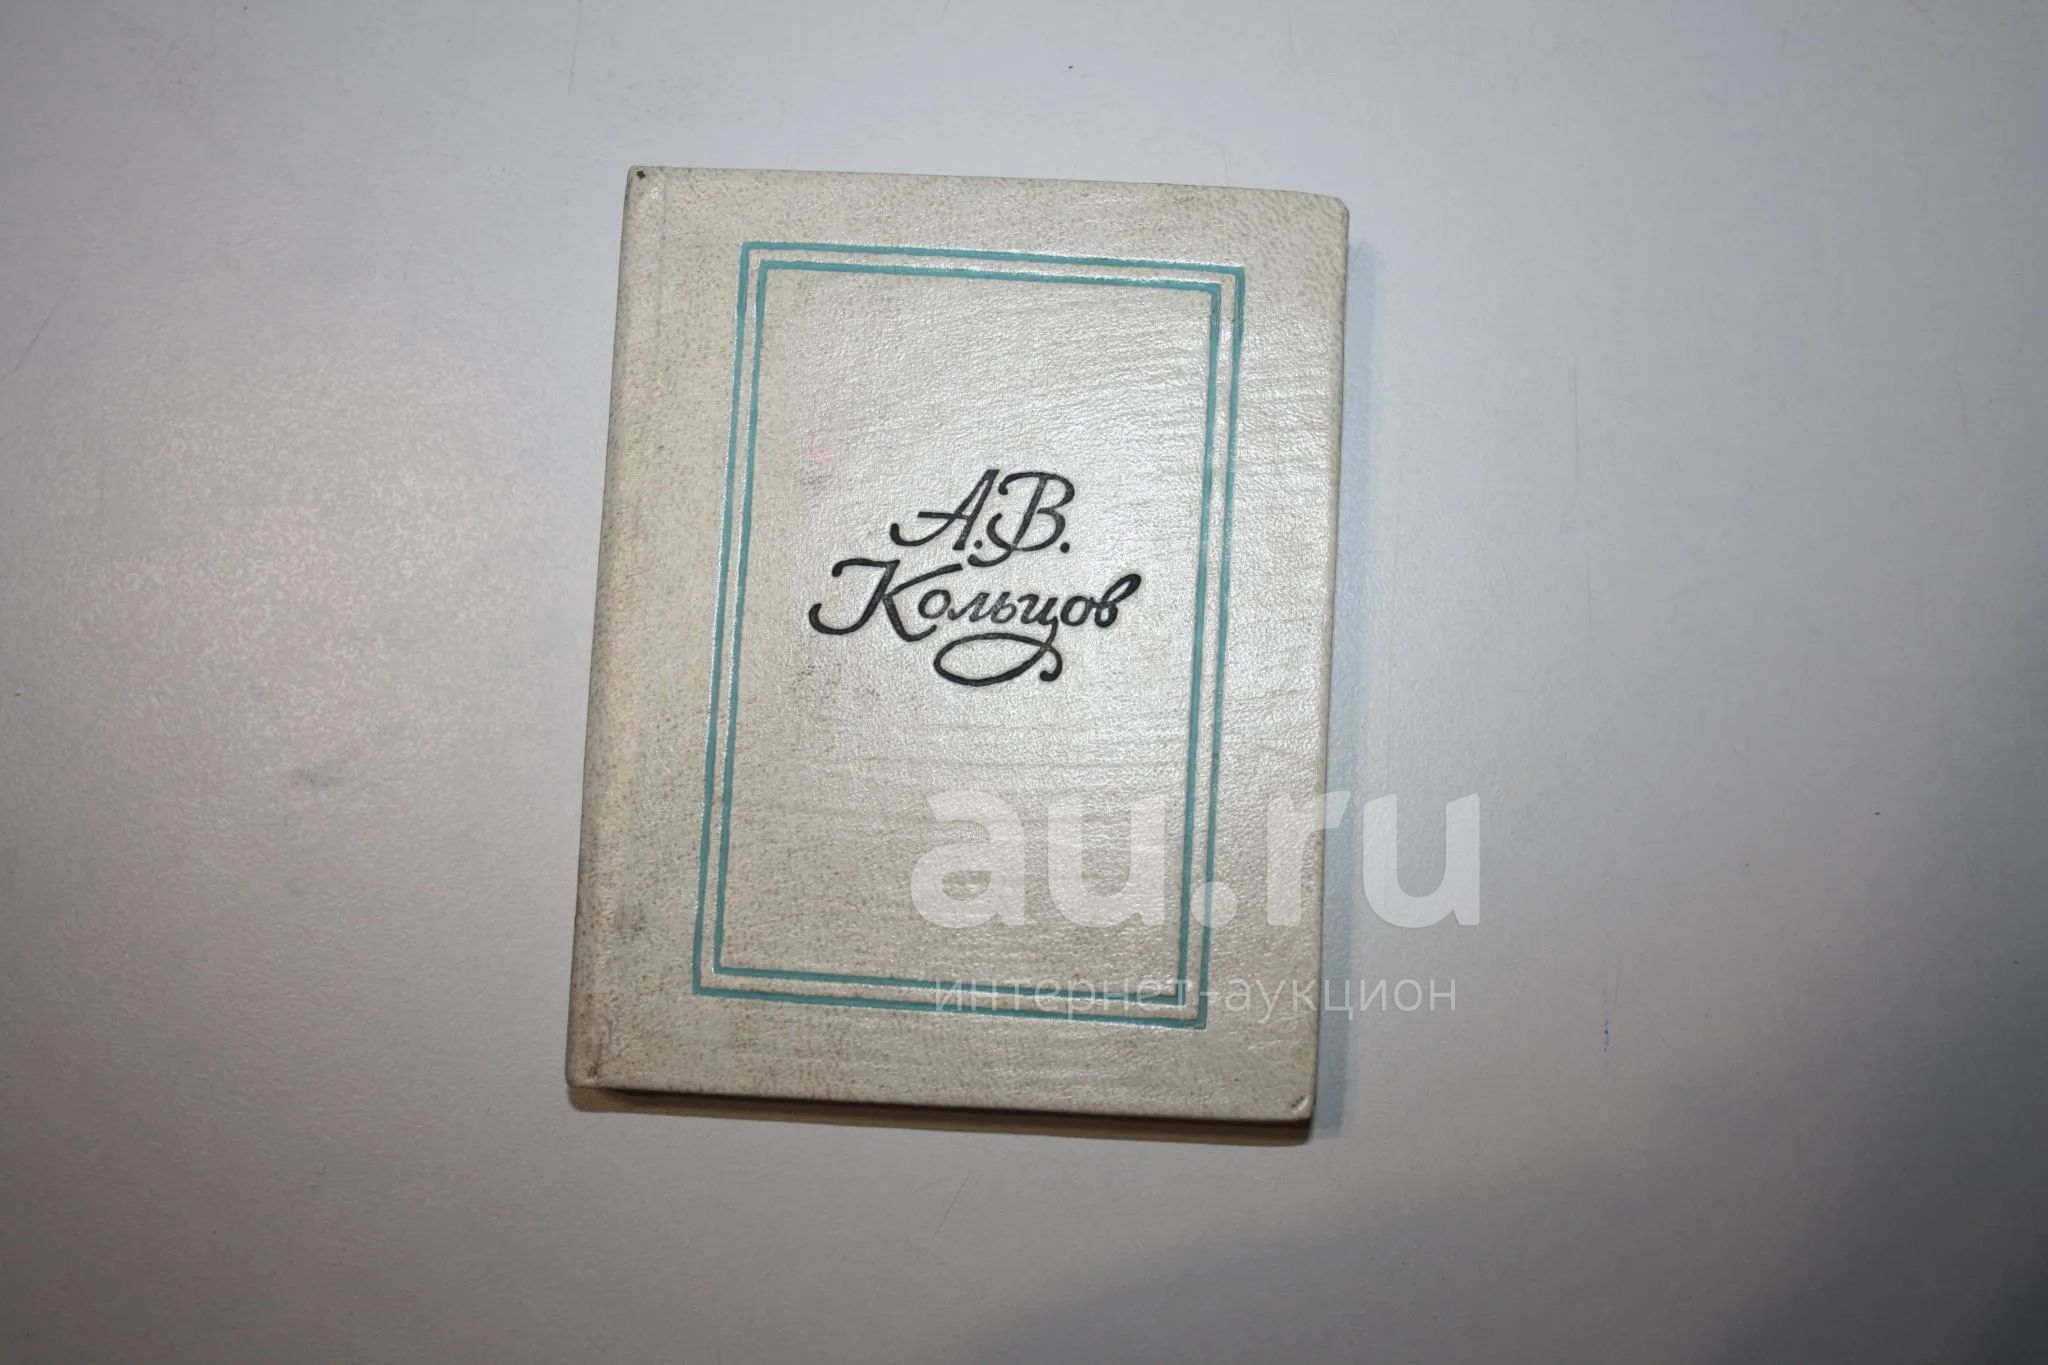 А.В.
Кольцов
au.ru
интернет-аукцион